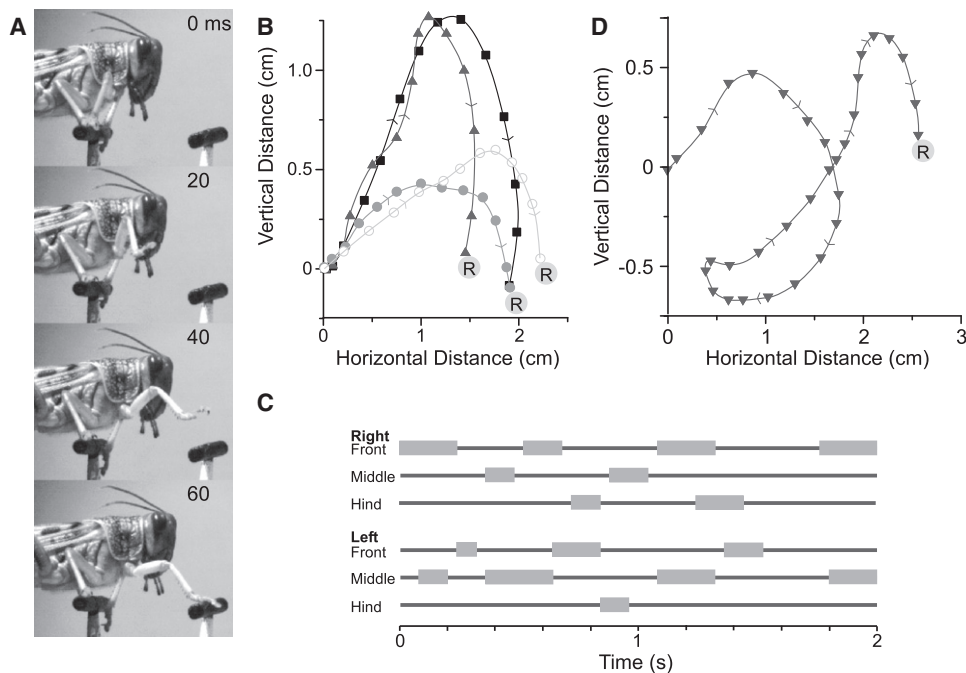 A
0 ms
20
40
60
B
Vertical Distance (cm)
1.0
0.5
0
R
R
R
0
1
2
Horizontal Distance (cm)
D
Vertical Distance (cm)
0.5
0
-0.5
R
0
1
2
3
Horizontal Distance (cm)
C
Right
Front
Middle
Hind
Left
Front
Middle
Hind
0
1
2
Time (s)